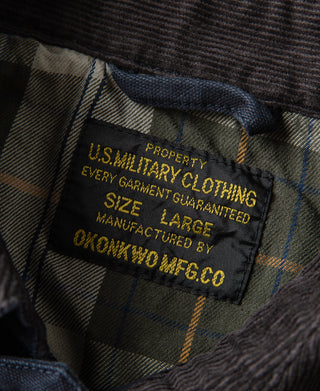 PROPERTY
U.S.MILITARY CLOTHING
EVERY GARMENT GUARANTEED
SIZE LARGE
MANUFACTURED BY
OKONKWO MFG.CO